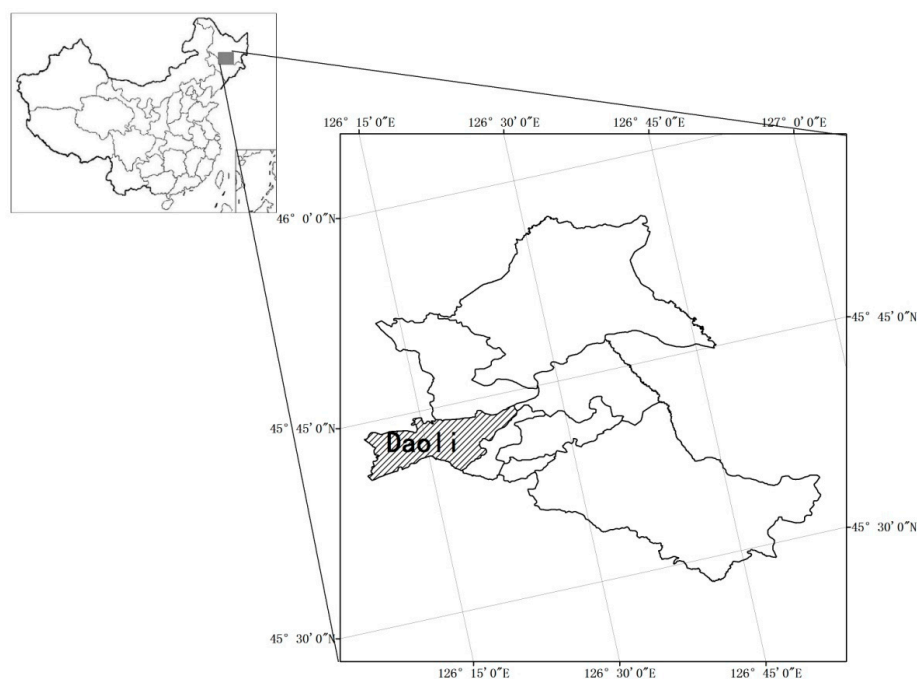 126° 15′0″E
126° 30′0″E
126° 45′0″E
127° 0′0″E
46° 0′0″N
45° 45′0″N
45° 45′0″N
Daoli
45° 30′0″N
45° 30′0″N
126° 15′0″E
126° 30′0″E
126° 45′0″E